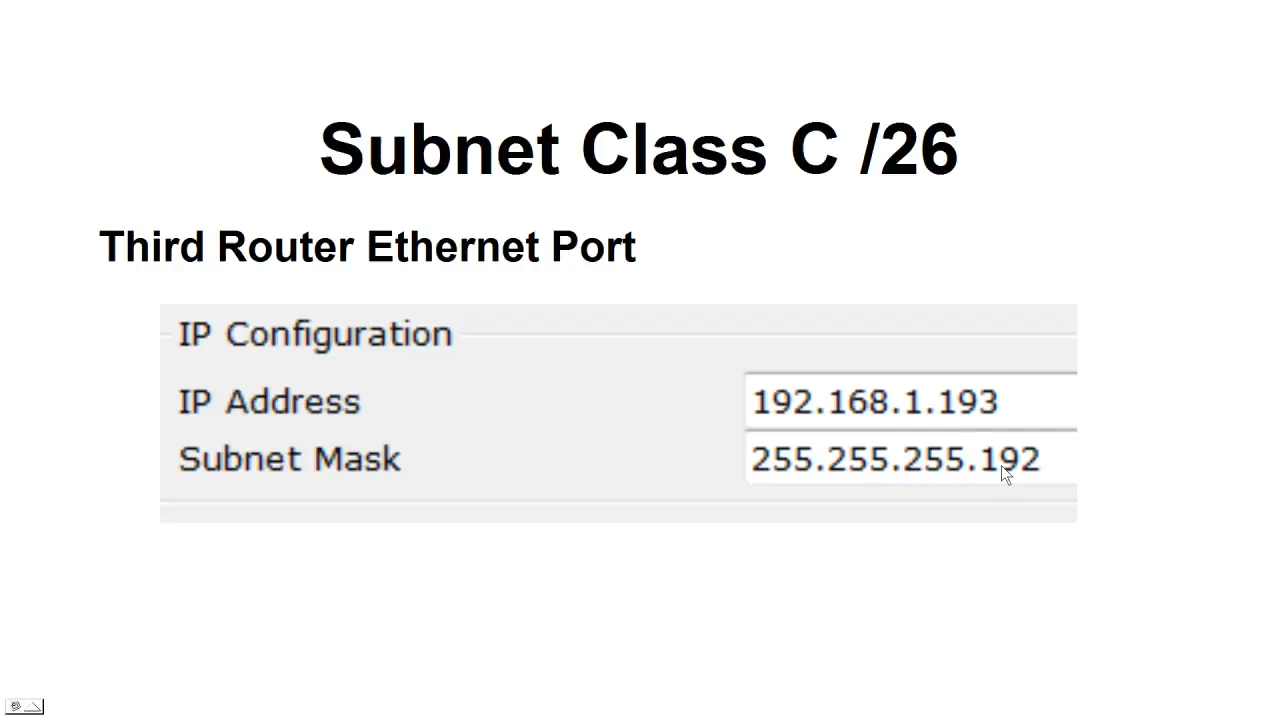 Subnet Class C /26
Third Router Ethernet Port
IP Configuration
IP Address 192.168.1.193
Subnet Mask 255.255.255.192